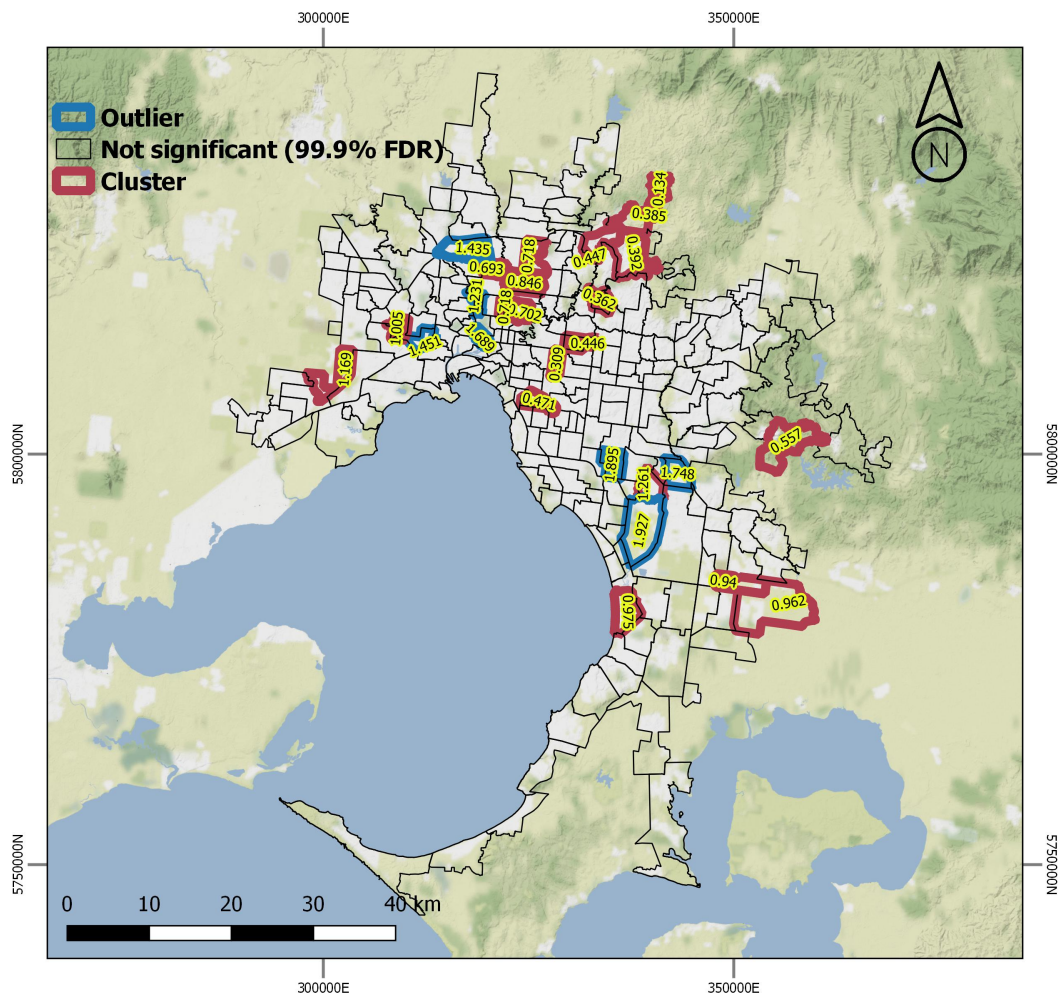 300000E
350000E
Outlier
Not significant (99.9% FDR)
Cluster
N
0.134
0.385
1.435
0.718
0.447
0.392
0.693
0.846
1.231
0.718
0.702
0.362
1.005
1.451
1.689
0.446
1.169
0.309
0.471
0.557
5800000N
5800000N
1.895
1.261
1.748
1.927
0.94
0.975
0.962
5750000N
5750000N
0 10 20 30 40 km
300000E
350000E